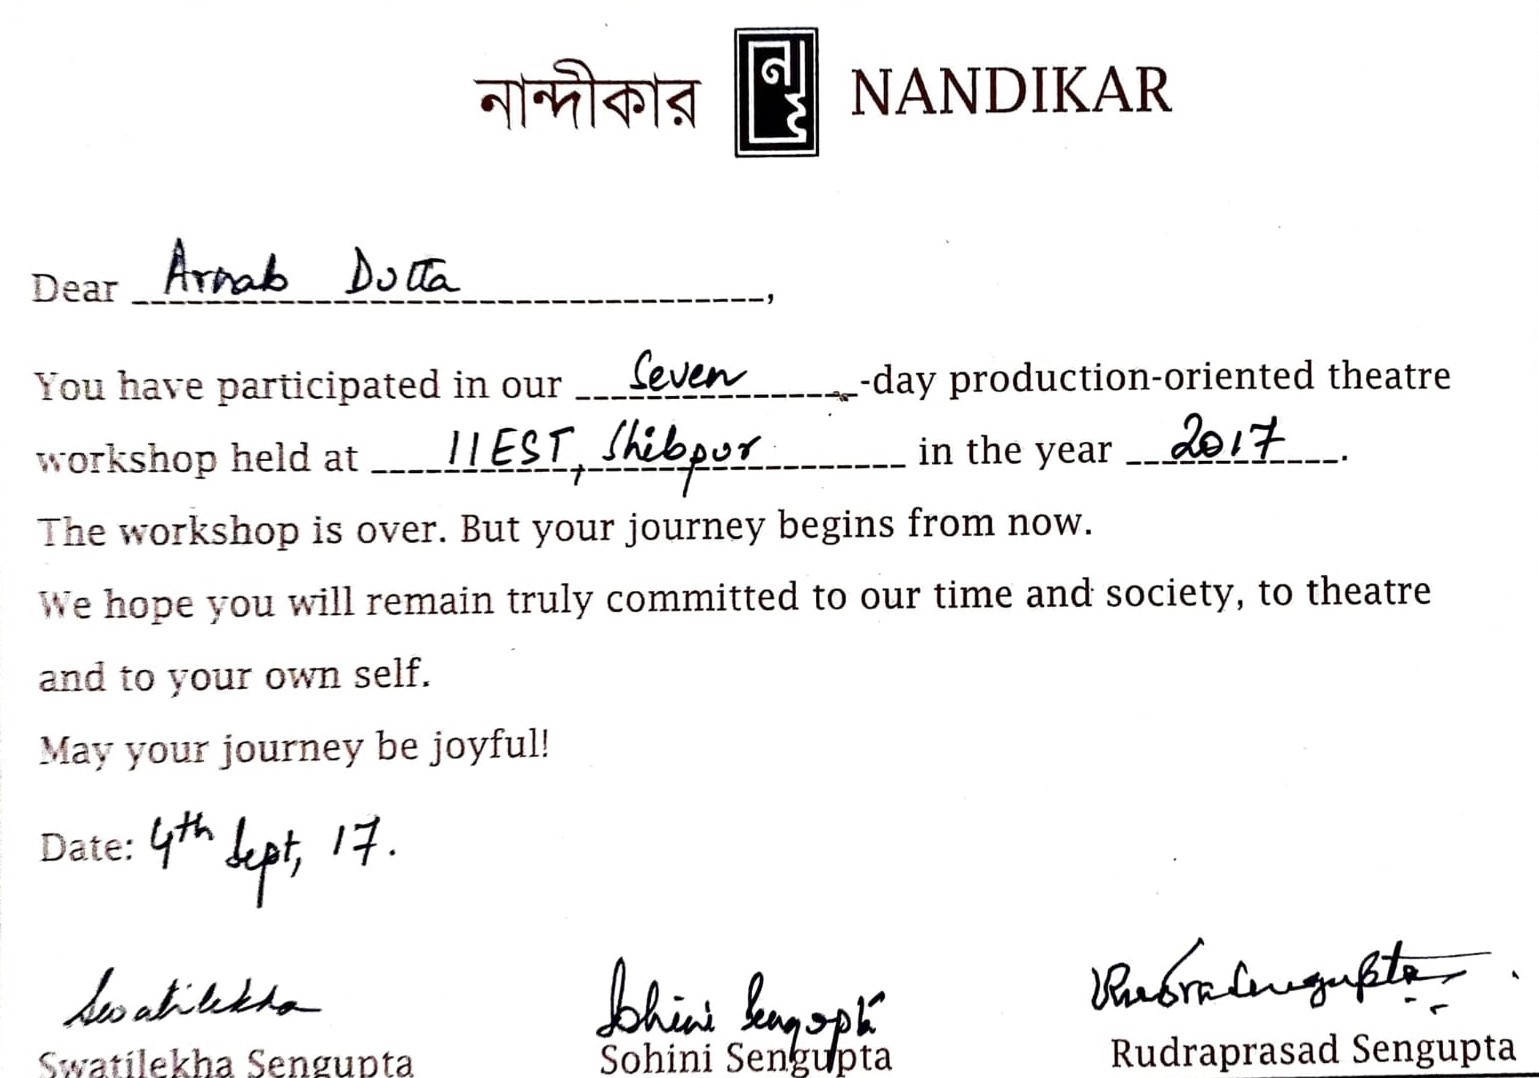 নান্দীকার NANDIKAR
Dear Arnab Dutta,
You have participated in our Seven-day production-oriented theatre
workshop held at IIEST, Shibpur in the year 2017.
The workshop is over. But your journey begins from now.
We hope you will remain truly committed to our time and society, to theatre
and to your own self.
May your journey be joyful!
Date: 4th Sept, 17.
Swatilekha Sohini Sengupta Rudra Sengupta
Swatilekha Sengupta Sohini Sengupta Rudraprasad Sengupta